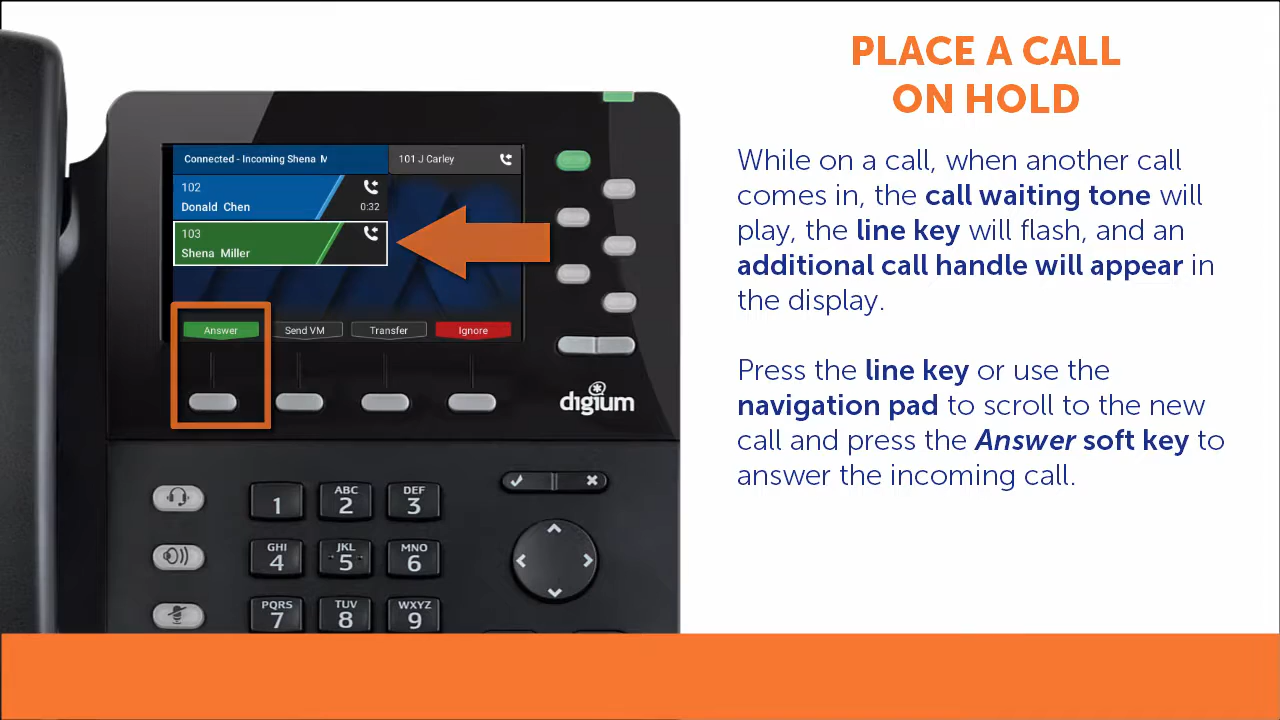 PLACE A CALL
ON HOLD
While on a call, when another call
comes in, the call waiting tone will
play, the line key will flash, and an
additional call handle will appear in
the display.
Press the line key or use the
navigation pad to scroll to the new
call and press the Answer soft key to
answer the incoming call.
Connected - Incoming Shena M
101 J Carley
102
Donald Chen
0:32
103
Shena Miller
Answer
Send VM
Transfer
Ignore
digium
1
ABC
2
DEF
3
GHI
4
JKL
5
MNO
6
PQRS
7
TUV
8
WXYZ
9